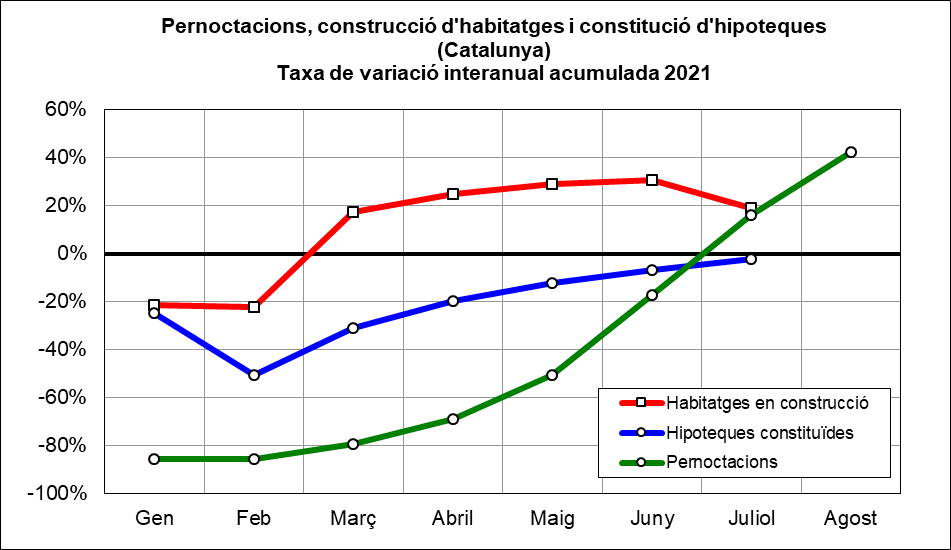 Pernoctacions, construcció d'habitatges i constitució d'hipoteques
(Catalunya)
Taxa de variació interanual acumulada 2021
60%
40%
20%
0%
-20%
-40%
-60%
-80%
-100%
Habitatges en construcció
Hipoteques constituïdes
Pernoctacions
Gen Feb Març Abril Maig Juny Juliol Agost